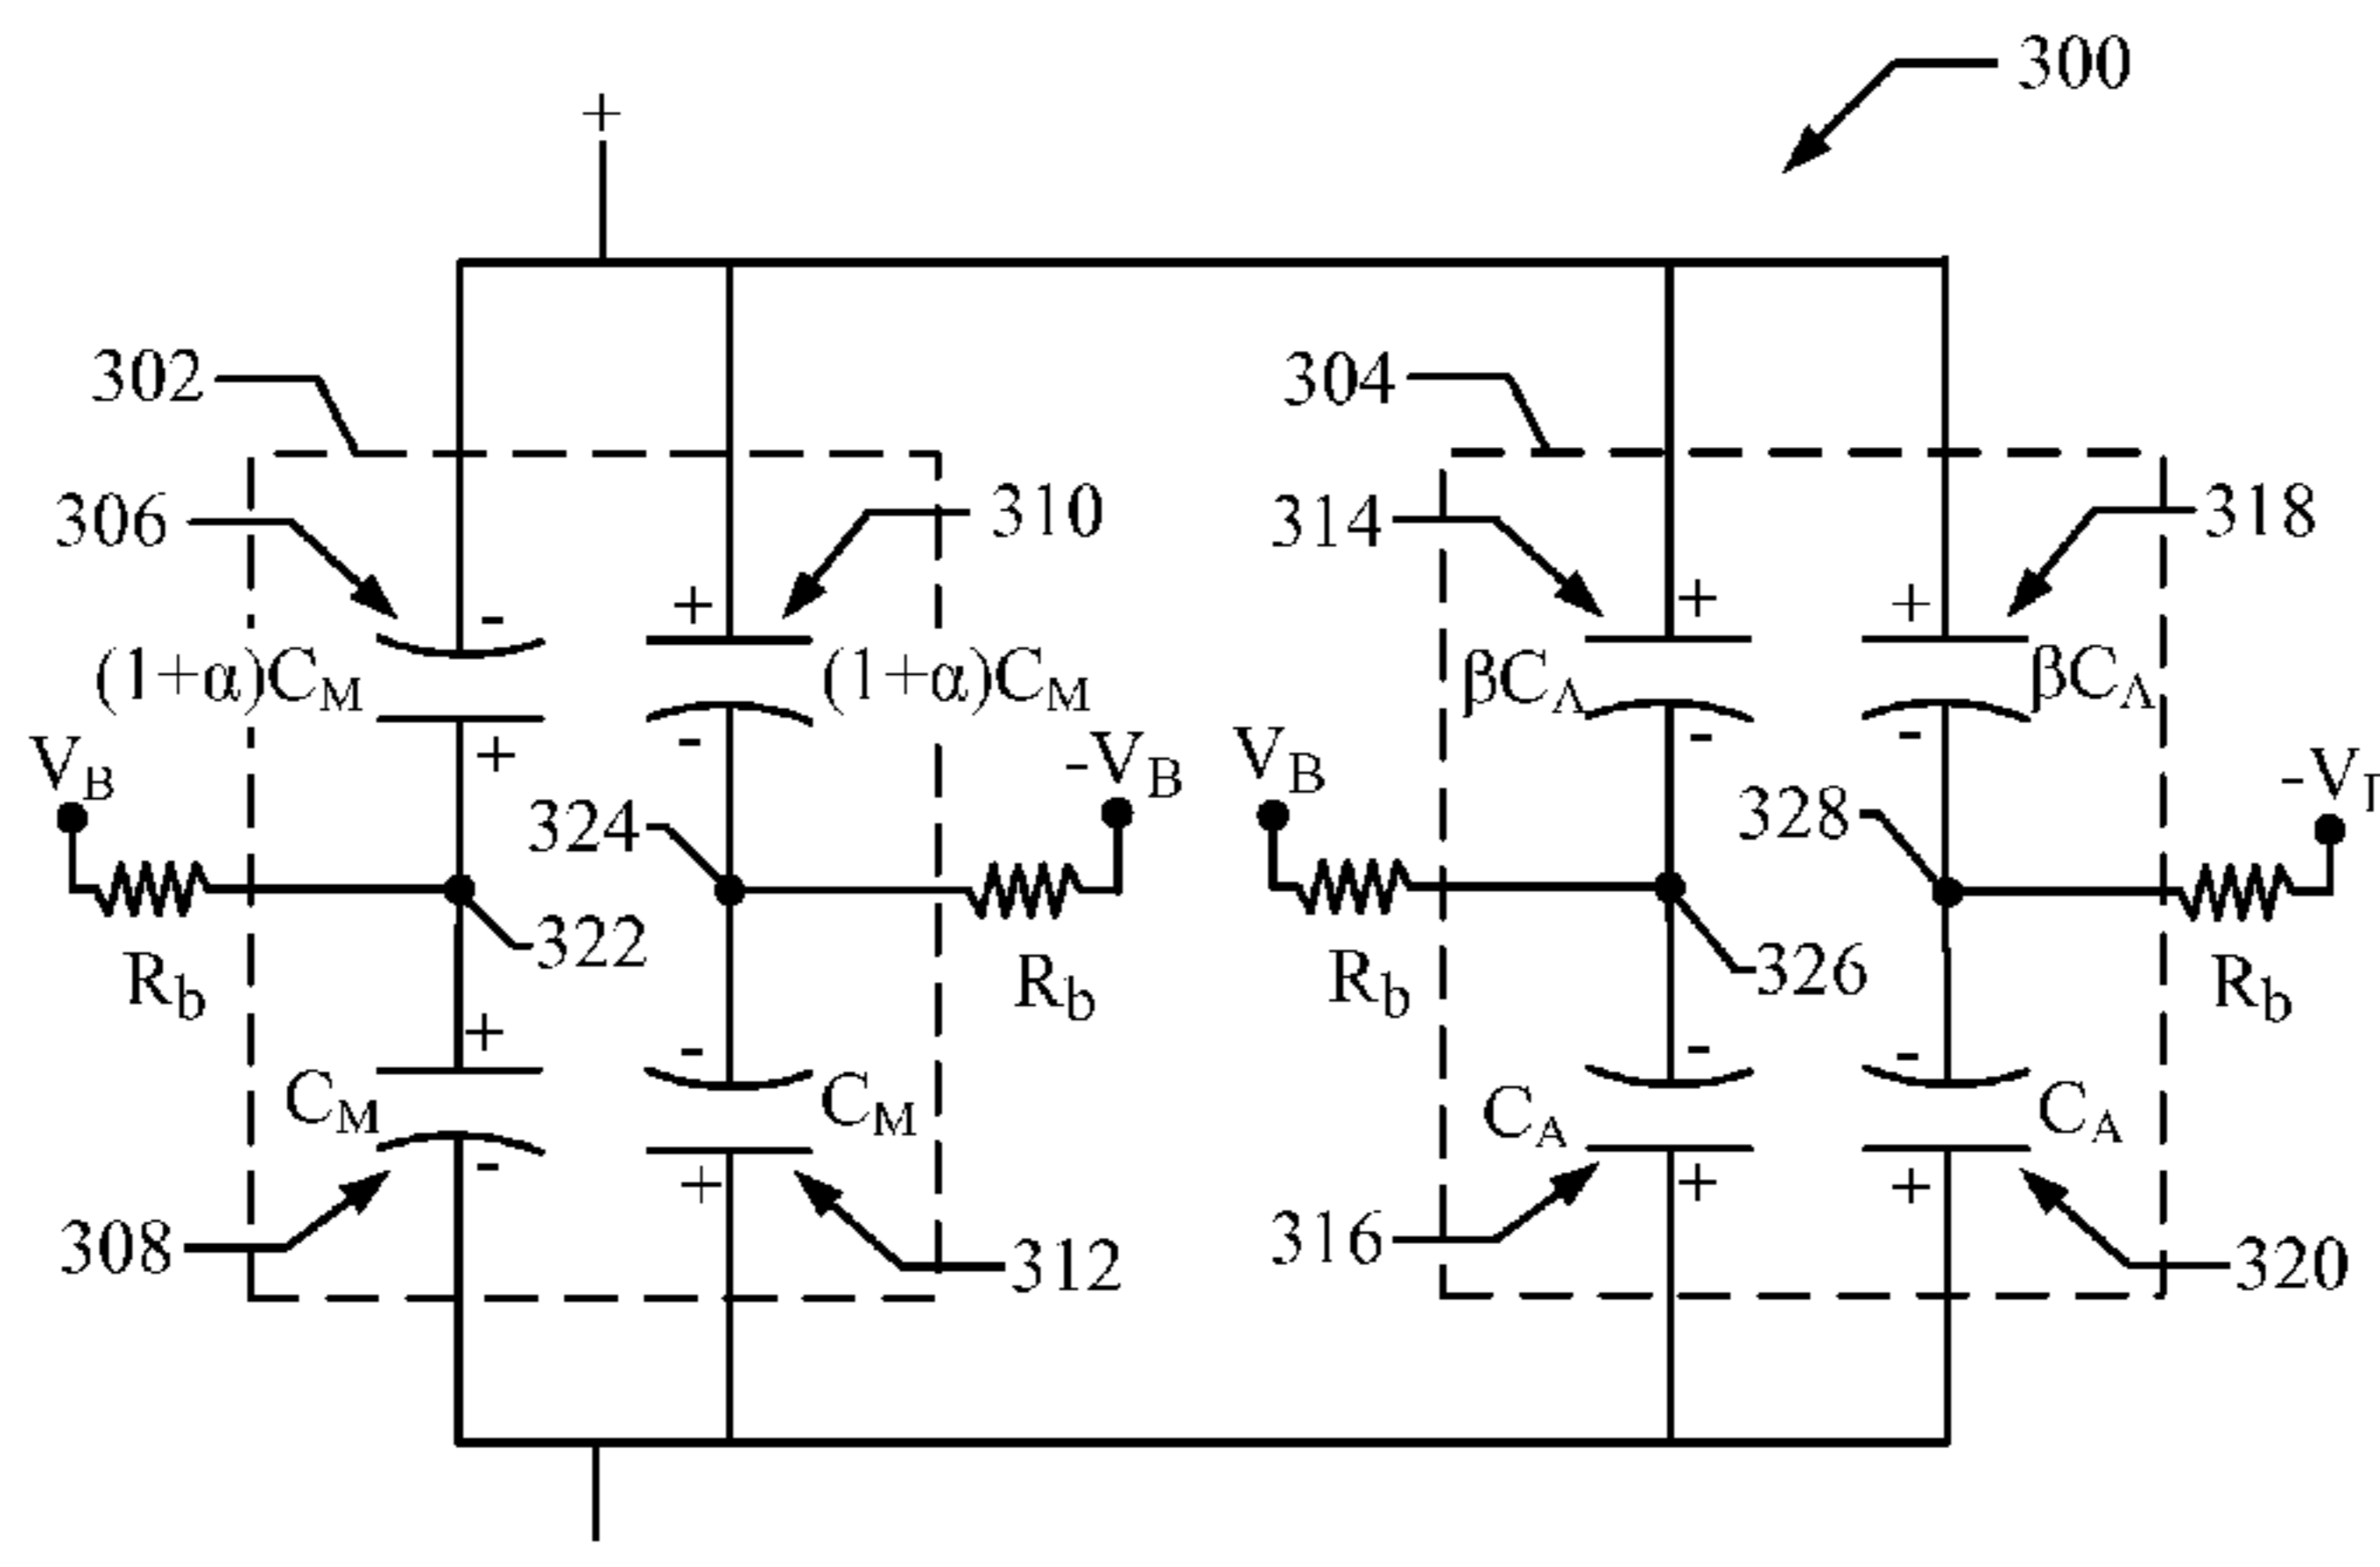 300
+
302
304
306
310
314
318
-
+
+
+
(1+α)C_M
(1+α)C_M
βC_A
βC_A
+
-
-
-
V_B
-V_B
V_B
324
328
322
326
R_b
R_b
R_b
R_b
+
-
-
-
C_M
C_M
C_A
C_A
-
+
+
+
308
312
316
320